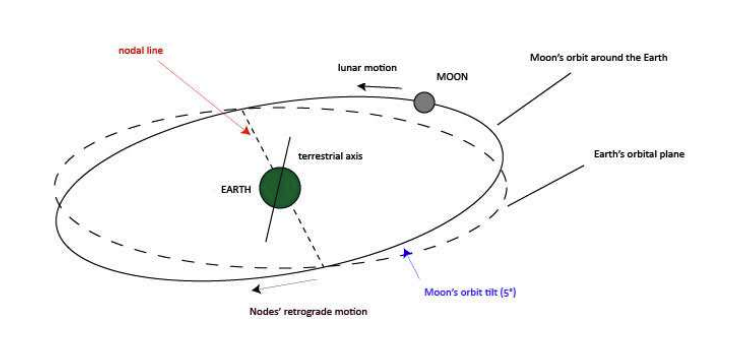 nodal line
lunar motion
MOON
Moon's orbit around the Earth
terrestrial axis
Earth's orbital plane
EARTH
Moon's orbit tilt (5°)
Nodes' retrograde motion